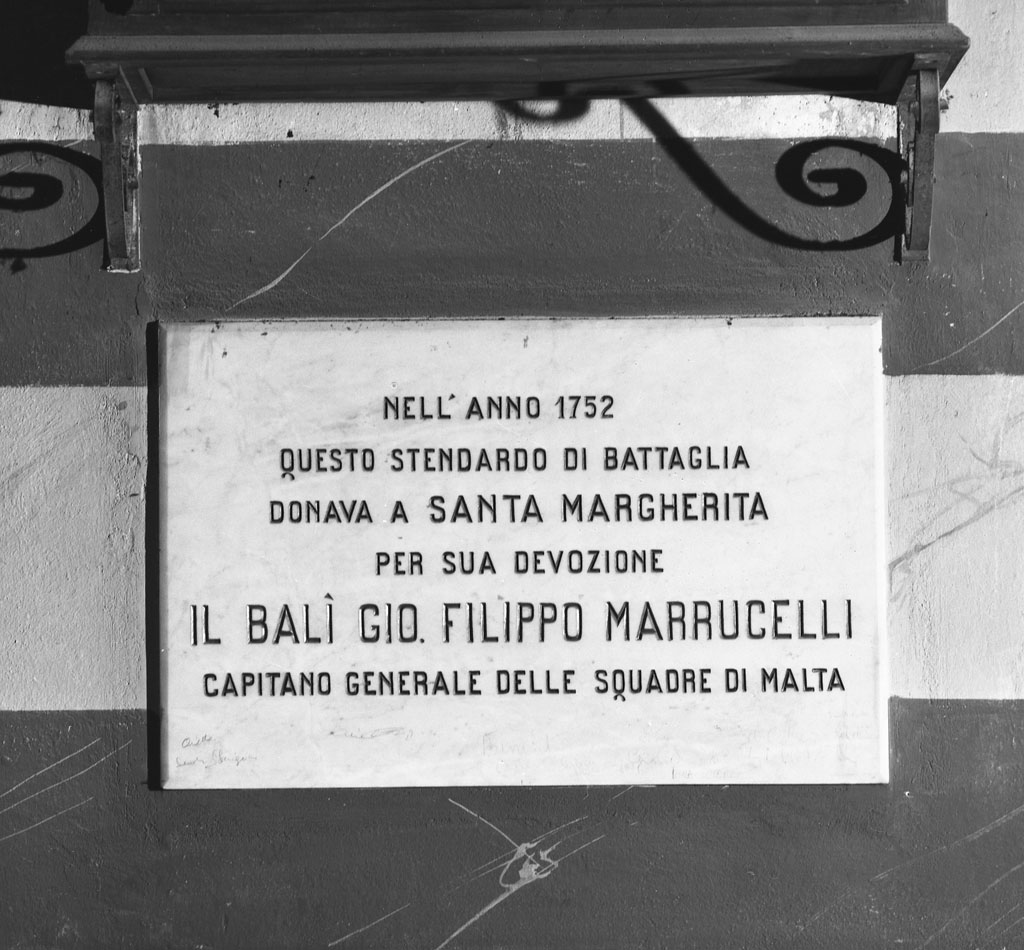 NELL' ANNO 1752
QUESTO STENDARDO DI BATTAGLIA
DONAVA A SANTA MARGHERITA
PER SUA DEVOZIONE
IL BALÌ GIO. FILIPPO MARRUCELLI
CAPITANO GENERALE DELLE SQUADRE DI MALTA